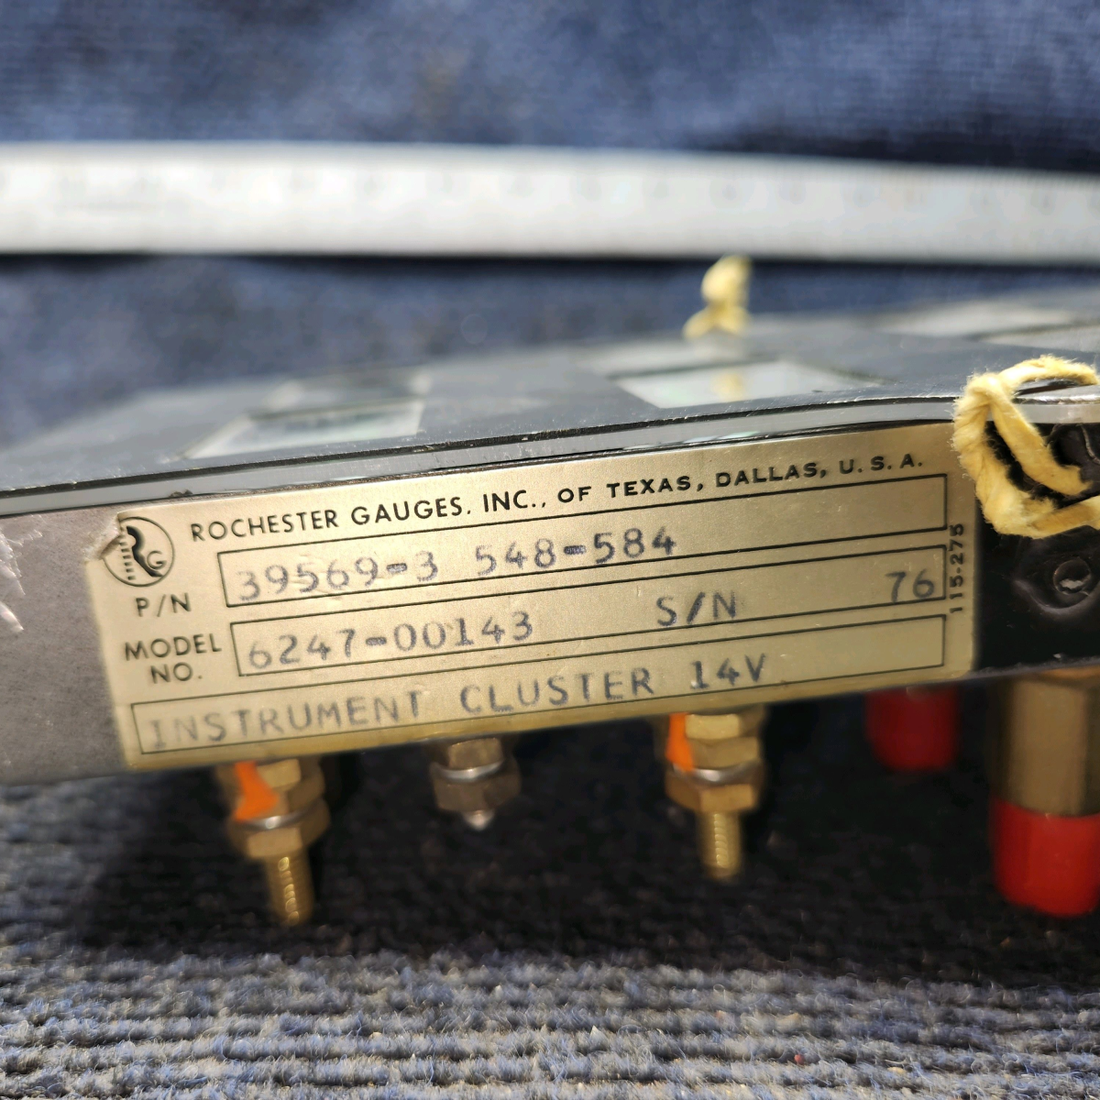 ROCHESTER GAUGES. INC., OF TEXAS, DALLAS, U.S.A.
P/N 39569-3 548-584
MODEL NO. 6247-00143 S/N 76
INSTRUMENT CLUSTER 14V
115-275